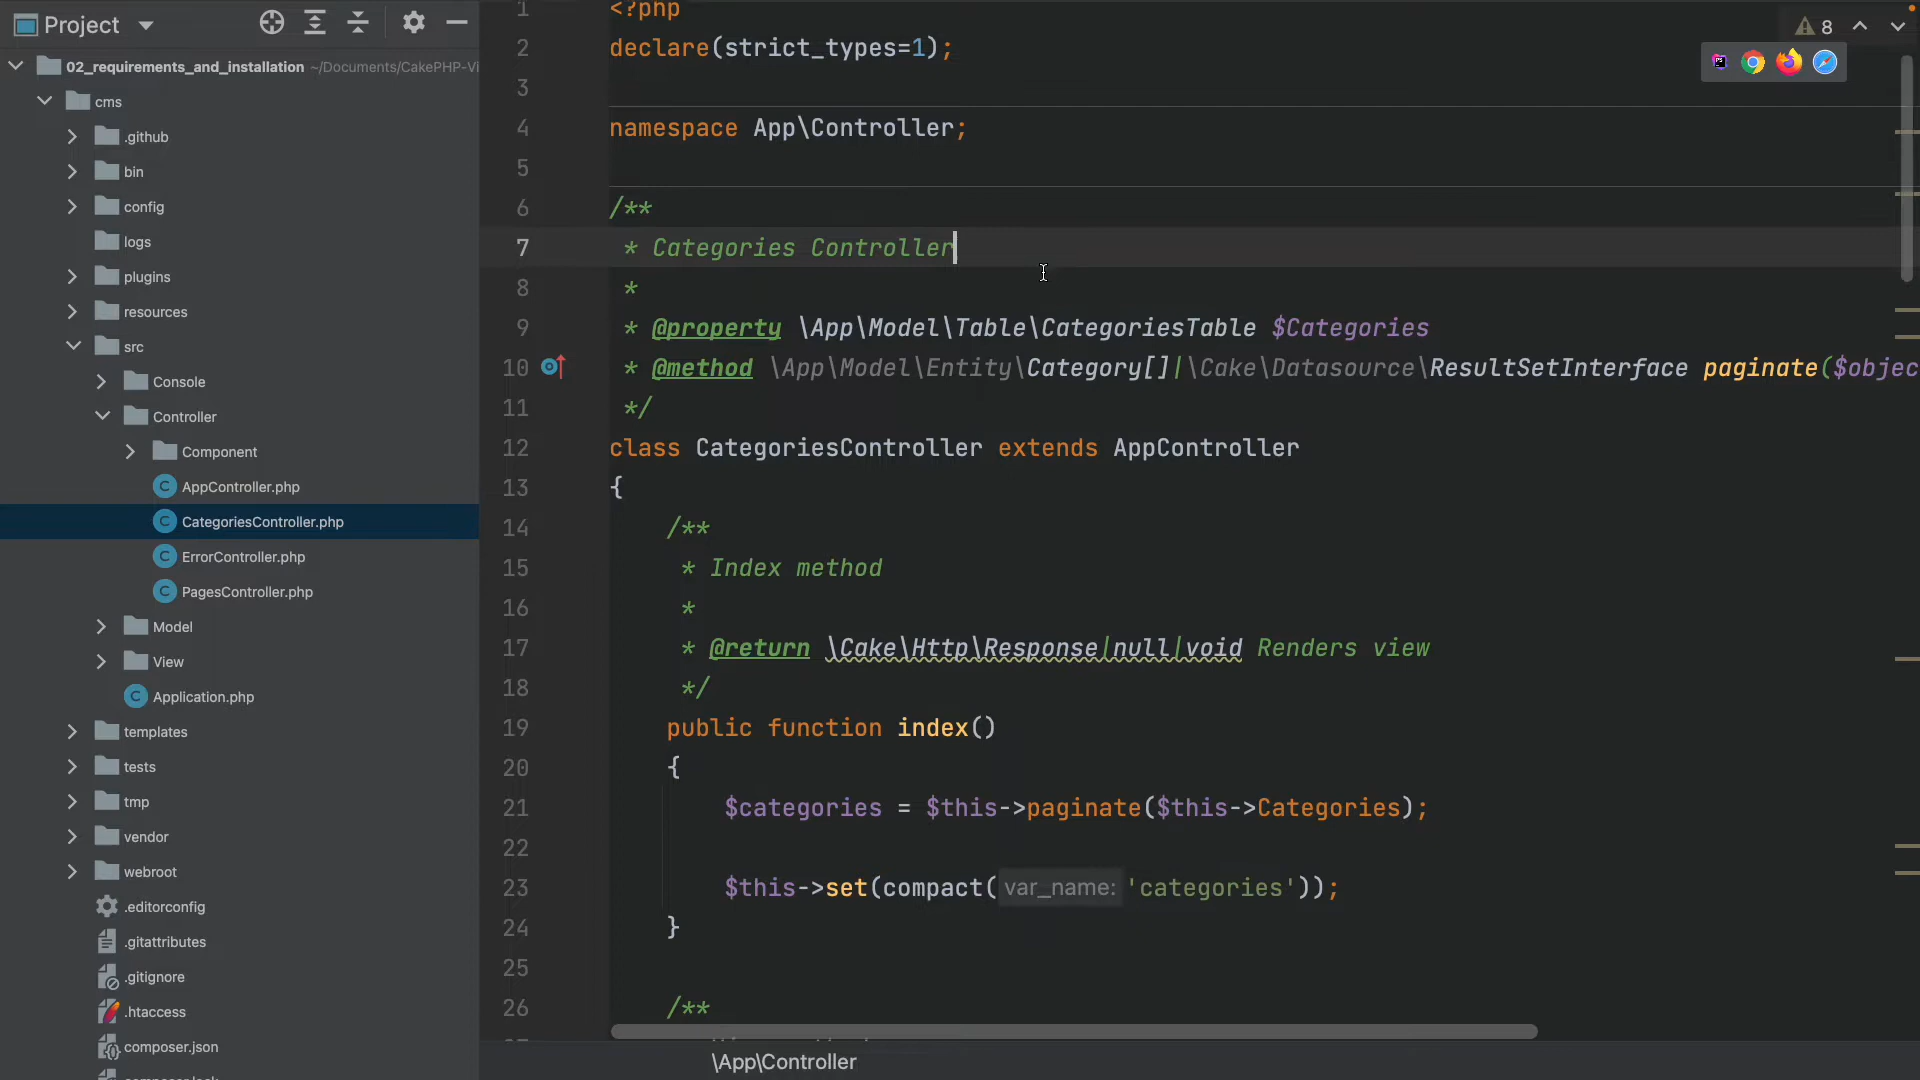 Project
8
02_requirements_and_installation ~/Documents/CakePHP-Vi
cms
.github
bin
config
logs
plugins
resources
src
Console
Controller
Component
AppController.php
CategoriesController.php
ErrorController.php
PagesController.php
Model
View
Application.php
templates
tests
tmp
vendor
webroot
.editorconfig
.gitattributes
.gitignore
.htaccess
composer.json
1 <?php
2 declare(strict_types=1);
3
4 namespace App\Controller;
5
6 /**
7 * Categories Controller
8 *
9 * @property \App\Model\Table\CategoriesTable $Categories
10 * @method \App\Model\Entity\Category[]|\Cake\Datasource\ResultSetInterface paginate($objec
11 */
12 class CategoriesController extends AppController
13 {
14 /**
15 * Index method
16 *
17 * @return \Cake\Http\Response|null|void Renders view
18 */
19 public function index()
20 {
21 $categories = $this->paginate($this->Categories);
22
23 $this->set(compact( var_name: 'categories'));
24 }
25
26 /**
\App\Controller